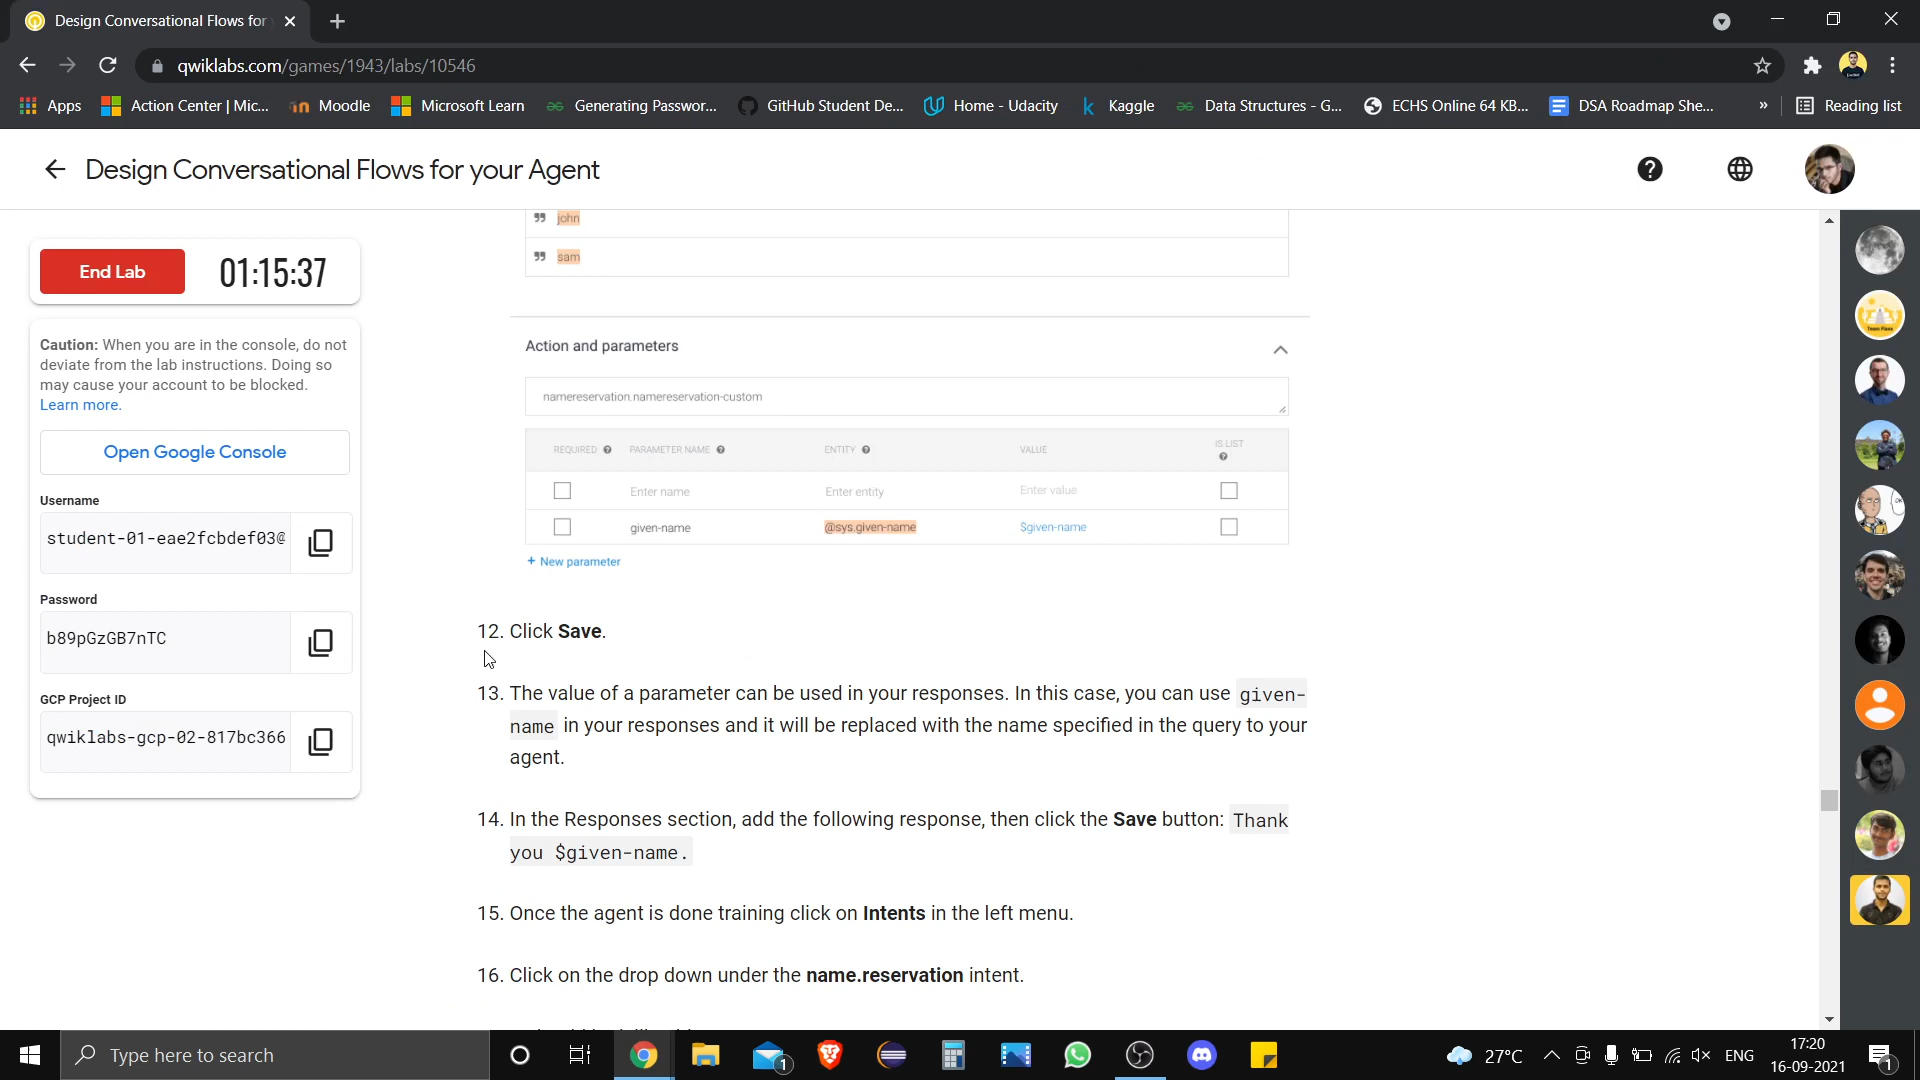 Design Conversational Flows for
qwiklabs.com/games/1943/labs/10546
Apps
Action Center | Mic...
Moodle
Microsoft Learn
Generating Passwor...
GitHub Student De...
Home - Udacity
Kaggle
Data Structures - G...
ECHS Online 64 KB...
DSA Roadmap She...
»
Reading list
Design Conversational Flows for your Agent
End Lab
01:15:37
Caution: When you are in the console, do not
deviate from the lab instructions. Doing so
may cause your account to be blocked.
Learn more.
Open Google Console
Username
student-01-eae2fcbdef03@
Password
b89pGzGB7nTC
GCP Project ID
qwiklabs-gcp-02-817bc366
john
sam
Action and parameters
namereservation.namereservation-custom
REQUIRED PARAMETER NAME ENTITY VALUE IS LIST
Enter name Enter entity Enter value
given-name @sys.given-name $given-name
+ New parameter
12. Click Save.
13. The value of a parameter can be used in your responses. In this case, you can use given-
name in your responses and it will be replaced with the name specified in the query to your
agent.
14. In the Responses section, add the following response, then click the Save button: Thank
you $given-name.
15. Once the agent is done training click on Intents in the left menu.
16. Click on the drop down under the name.reservation intent.
Type here to search
1
27°C
ENG
17:20
16-09-2021
1